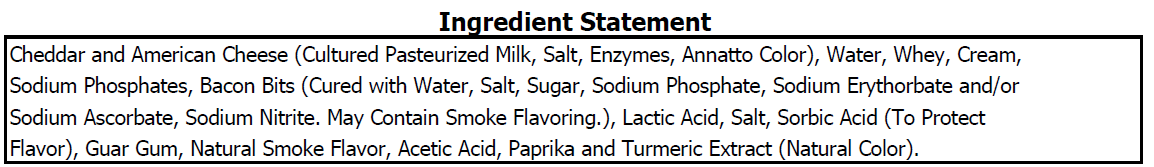 Ingredient Statement
Cheddar and American Cheese (Cultured Pasteurized Milk, Salt, Enzymes, Annatto Color), Water, Whey, Cream,
Sodium Phosphates, Bacon Bits (Cured with Water, Salt, Sugar, Sodium Phosphate, Sodium Erythorbate and/or
Sodium Ascorbate, Sodium Nitrite. May Contain Smoke Flavoring.), Lactic Acid, Salt, Sorbic Acid (To Protect
Flavor), Guar Gum, Natural Smoke Flavor, Acetic Acid, Paprika and Turmeric Extract (Natural Color).